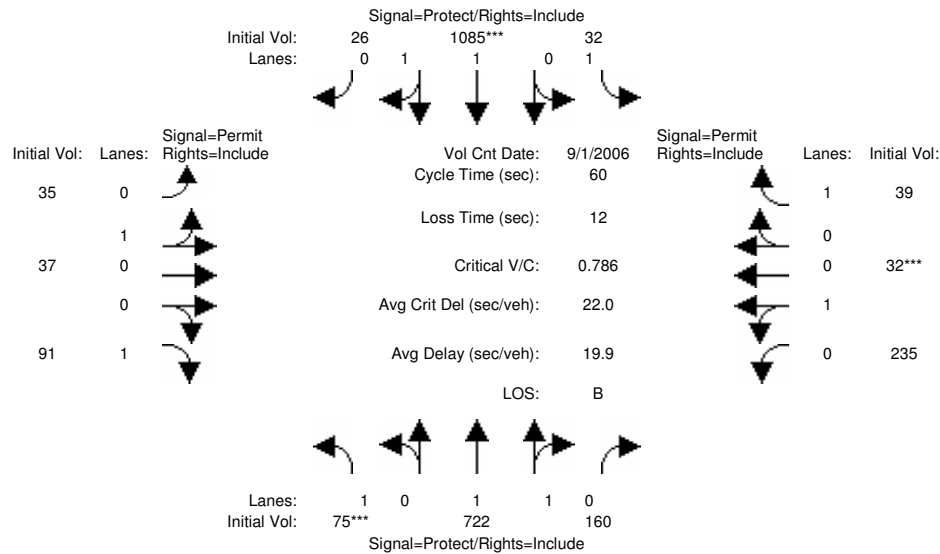 Signal=Protect/Rights=Include
Initial Vol: 26 1085*** 32
Lanes: 0 1 1 0 1
Signal=Permit Signal=Permit
Initial Vol: Lanes: Rights=Include Vol Cnt Date: 9/1/2006 Rights=Include Lanes: Initial Vol:
Cycle Time (sec): 60
35 0 1 39
Loss Time (sec): 12
1 0
37 0 Critical V/C: 0.786 0 32***
0 Avg Crit Del (sec/veh): 22.0 1
91 1 Avg Delay (sec/veh): 19.9 0 235
LOS: B
Lanes: 1 0 1 1 0
Initial Vol: 75*** 722 160
Signal=Protect/Rights=Include